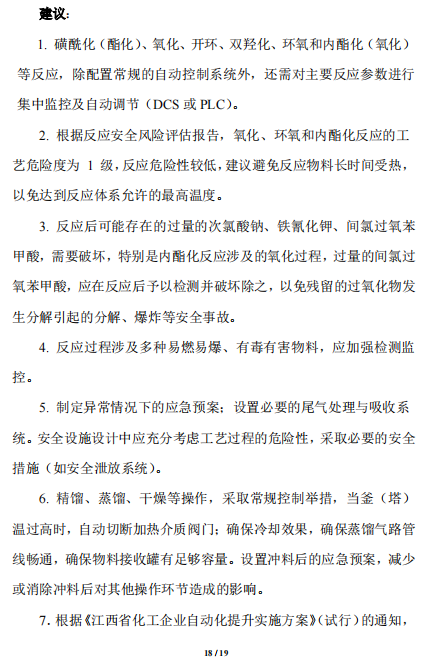 建议：
1. 磺酰化（酯化）、氧化、开环、双羟化、环氧和内酯化（氧化）
等反应，除配置常规的自动控制系统外，还需对主要反应参数进行
集中监控及自动调节（DCS 或 PLC）。
2. 根据反应安全风险评估报告，氧化、环氧和内酯化反应的工
艺危险度为 1 级，反应危险性较低，建议避免反应物料长时间受热，
以免达到反应体系允许的最高温度。
3. 反应后可能存在的过量的次氯酸钠、铁氰化钾、间氯过氧苯
甲酸，需要破坏，特别是内酯化反应涉及的氧化过程，过量的间氯过
氧苯甲酸，应在反应后予以检测并破坏除之，以免残留的过氧化物发
生分解引起的分解、爆炸等安全事故。
4. 反应过程涉及多种易燃易爆、有毒有害物料，应加强检测监
控。
5. 制定异常情况下的应急预案；设置必要的尾气处理与吸收系
统。安全设施设计中应充分考虑工艺过程的危险性，采取必要的安全
措施（如安全泄放系统）。
6. 精馏、蒸馏、干燥等操作，采取常规控制举措，当釜（塔）
温过高时，自动切断加热介质阀门；确保冷却效果，确保蒸馏气路管
线畅通，确保物料接收罐有足够容量。设置冲料后的应急预案，减少
或消除冲料后对其他操作环节造成的影响。
7．根据《江西省化工企业自动化提升实施方案》（试行）的通知，
18 / 19